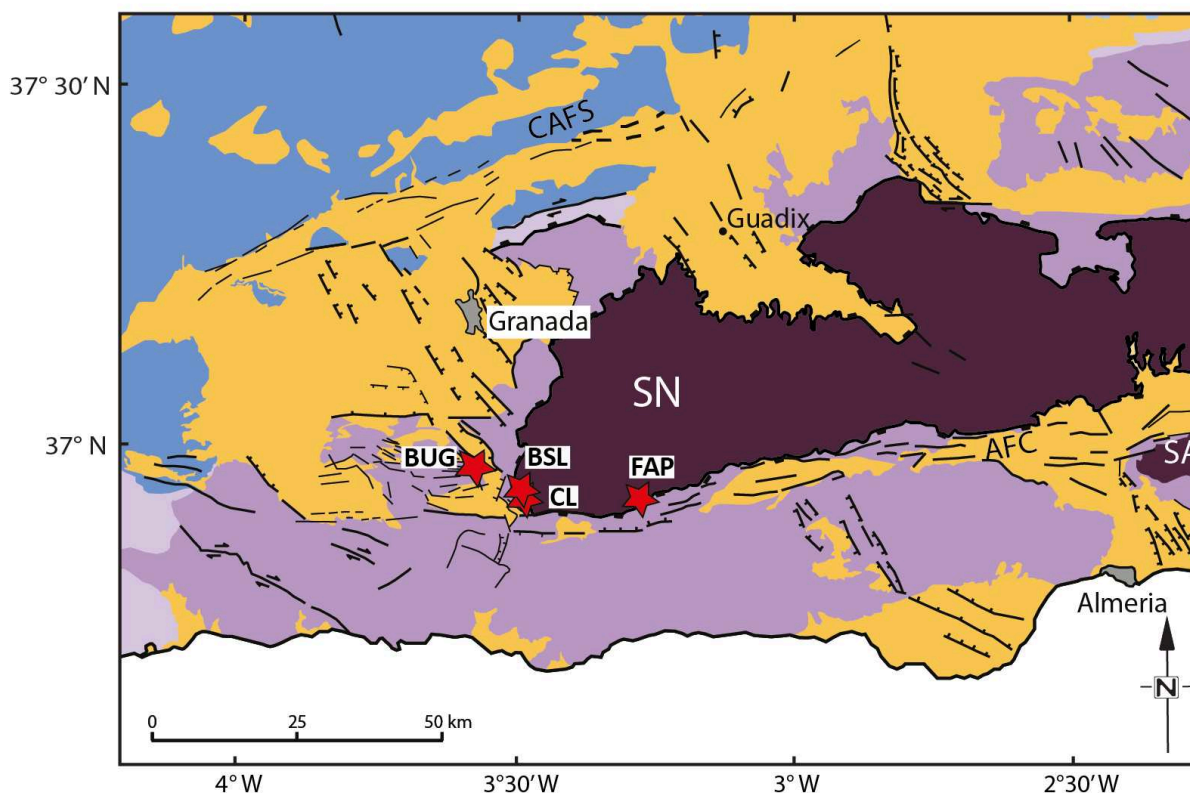 37° 30′ N
CAFS
Guadix
Granada
SN
37° N
BUG
BSL
FAP
AFC
SA
CL
Almeria
N
0
25
50 km
4° W
3°30′ W
3° W
2°30′ W